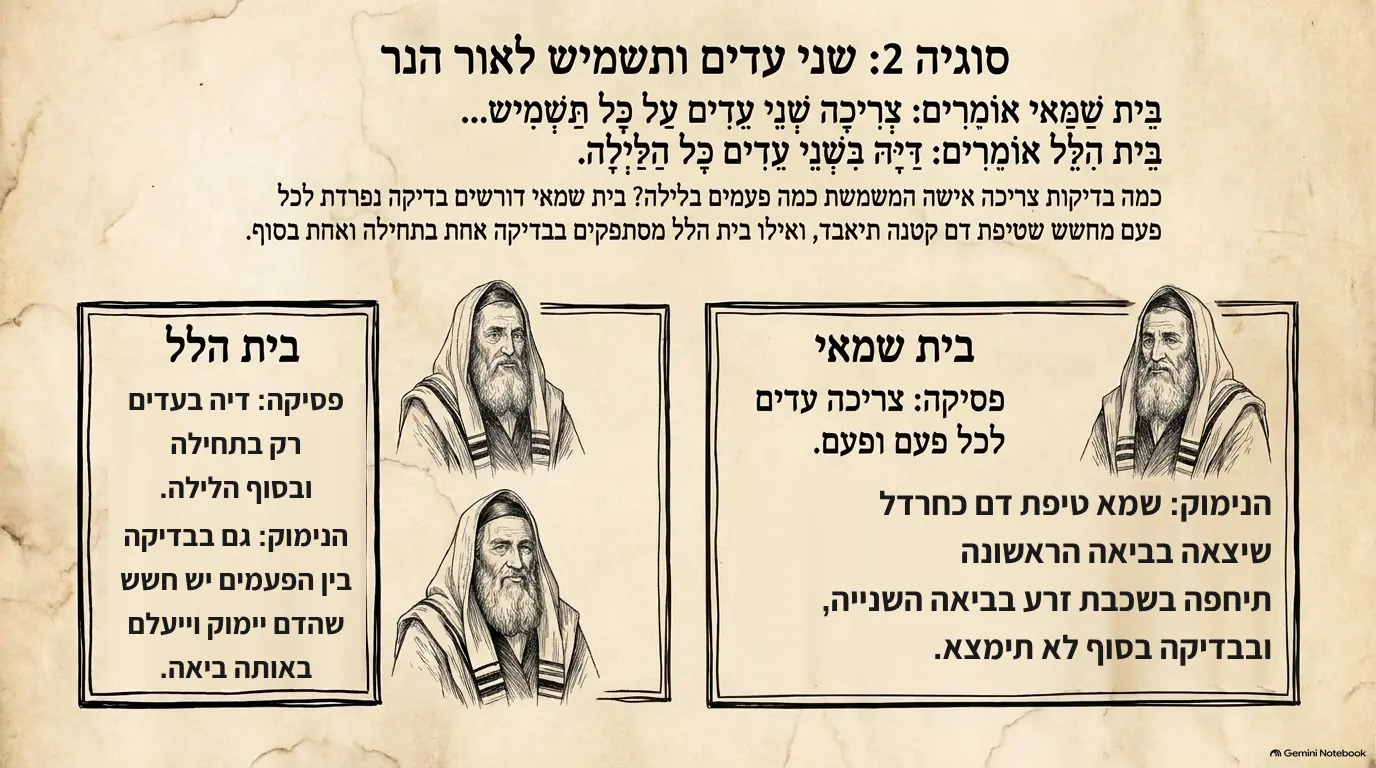 סוגיה 2: שני עדים ותשמיש לאור הנר
בֵּית שַׁמַּאי אוֹמְרִים: צְרִיכָה שְׁנֵי עֵדִים עַל כָּל תַּשְׁמִישׁ...
בֵּית הִלֵּל אוֹמְרִים: דַּיָּהּ בִּשְׁנֵי עֵדִים כָּל הַלַּיְלָה.
כמה בדיקות צריכה אישה המשמשת כמה פעמים בלילה? בית שמאי דורשים בדיקה נפרדת לכל
פעם מחשש שטיפת דם קטנה תיאבד, ואילו בית הלל מסתפקים בבדיקה אחת בתחילה ואחת בסוף.
בית שמאי
פסיקה: צריכה עדים
לכל פעם ופעם.
הנימוק: שמא טיפת דם כחרדל
שיצאה בביאה הראשונה
תיחפה בשכבת זרע בביאה השנייה,
ובבדיקה בסוף לא תימצא.
בית הלל
פסיקה: דיה בעדים
רק בתחילה
ובסוף הלילה.
הנימוק: גם בבדיקה
בין הפעמים יש חשש
שהדם יימוק וייעלם
באותה ביאה.
Gemini Notebook